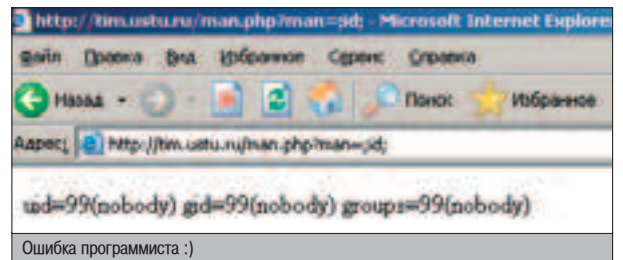 http://tim.ustu.ru/man.php?man=;id; - Microsoft Internet Explorer
Файл Правка Вид Избранное Сервис Справка
Назад Поиск Избранное
Адрес: http://tim.ustu.ru/man.php?man=;id;
uid=99(nobody) gid=99(nobody) groups=99(nobody)
Ошибка программиста :)